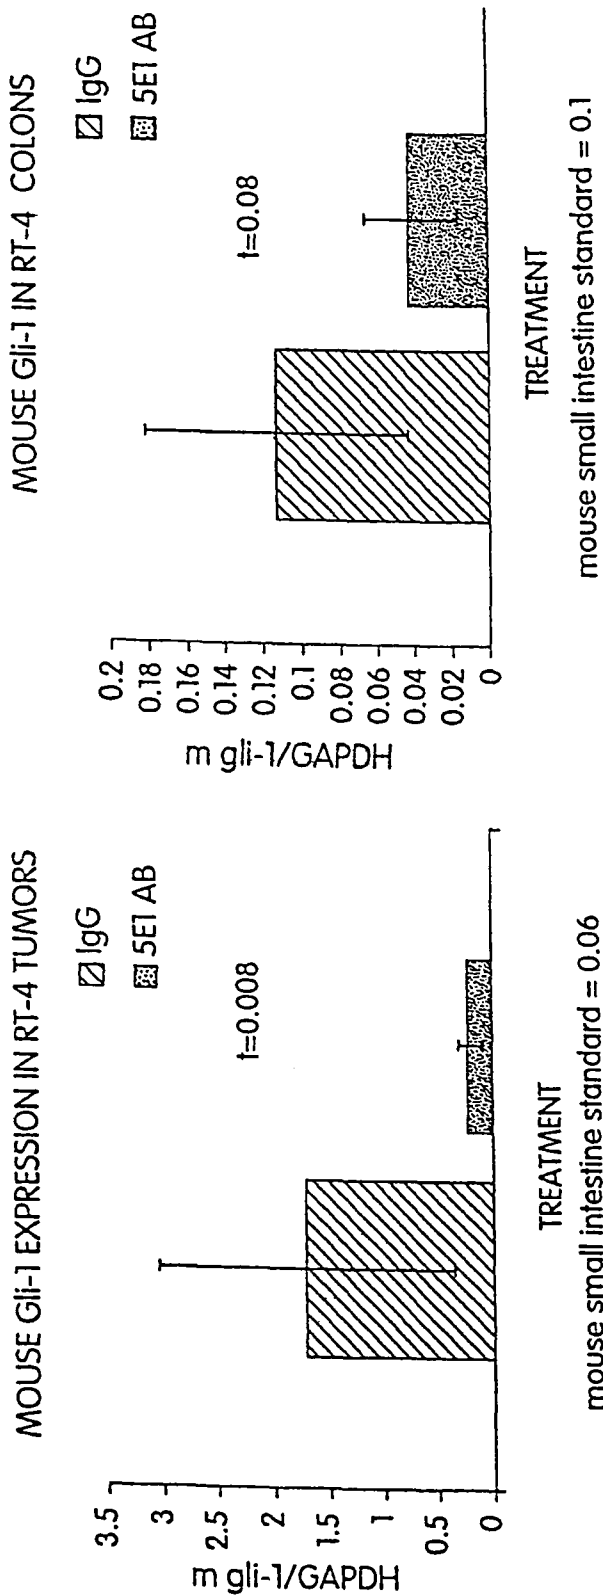 MOUSE Gli-1 EXPRESSION IN RT-4 TUMORS
IgG
5E1 AB
t=0.008
m gli-1/GAPDH
3.5
3
2.5
2
1.5
1
0.5
0
TREATMENT
mouse small intestine standard = 0.06
MOUSE Gli-1 IN RT-4 COLONS
IgG
5E1 AB
t=0.08
m gli-1/GAPDH
0.2
0.18
0.16
0.14
0.12
0.1
0.08
0.06
0.04
0.02
0
TREATMENT
mouse small intestine standard = 0.1